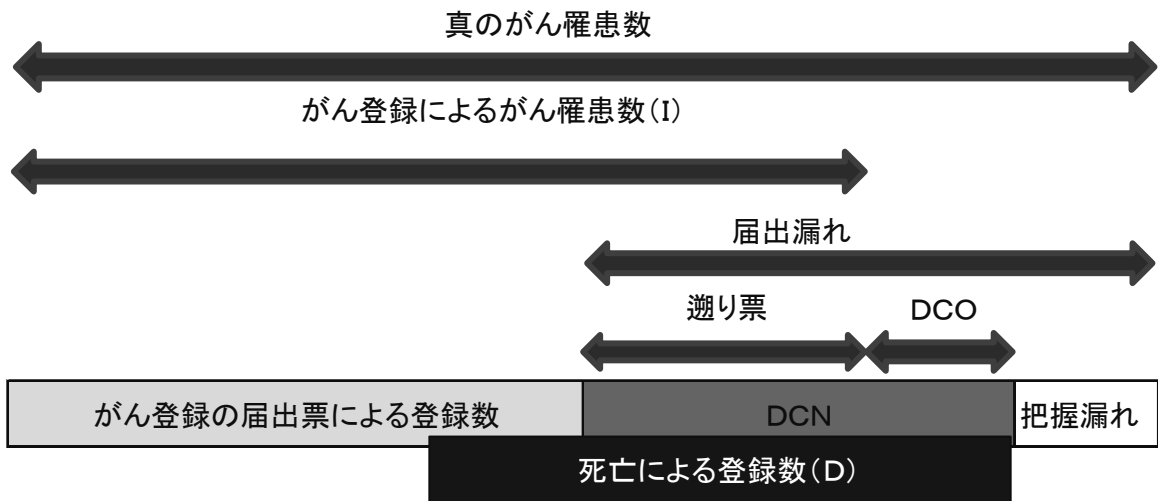 真のがん罹患数
がん登録によるがん罹患数(I)
届出漏れ
遡り票
DCO
がん登録の届出票による登録数
DCN
把握漏れ
死亡による登録数(D)